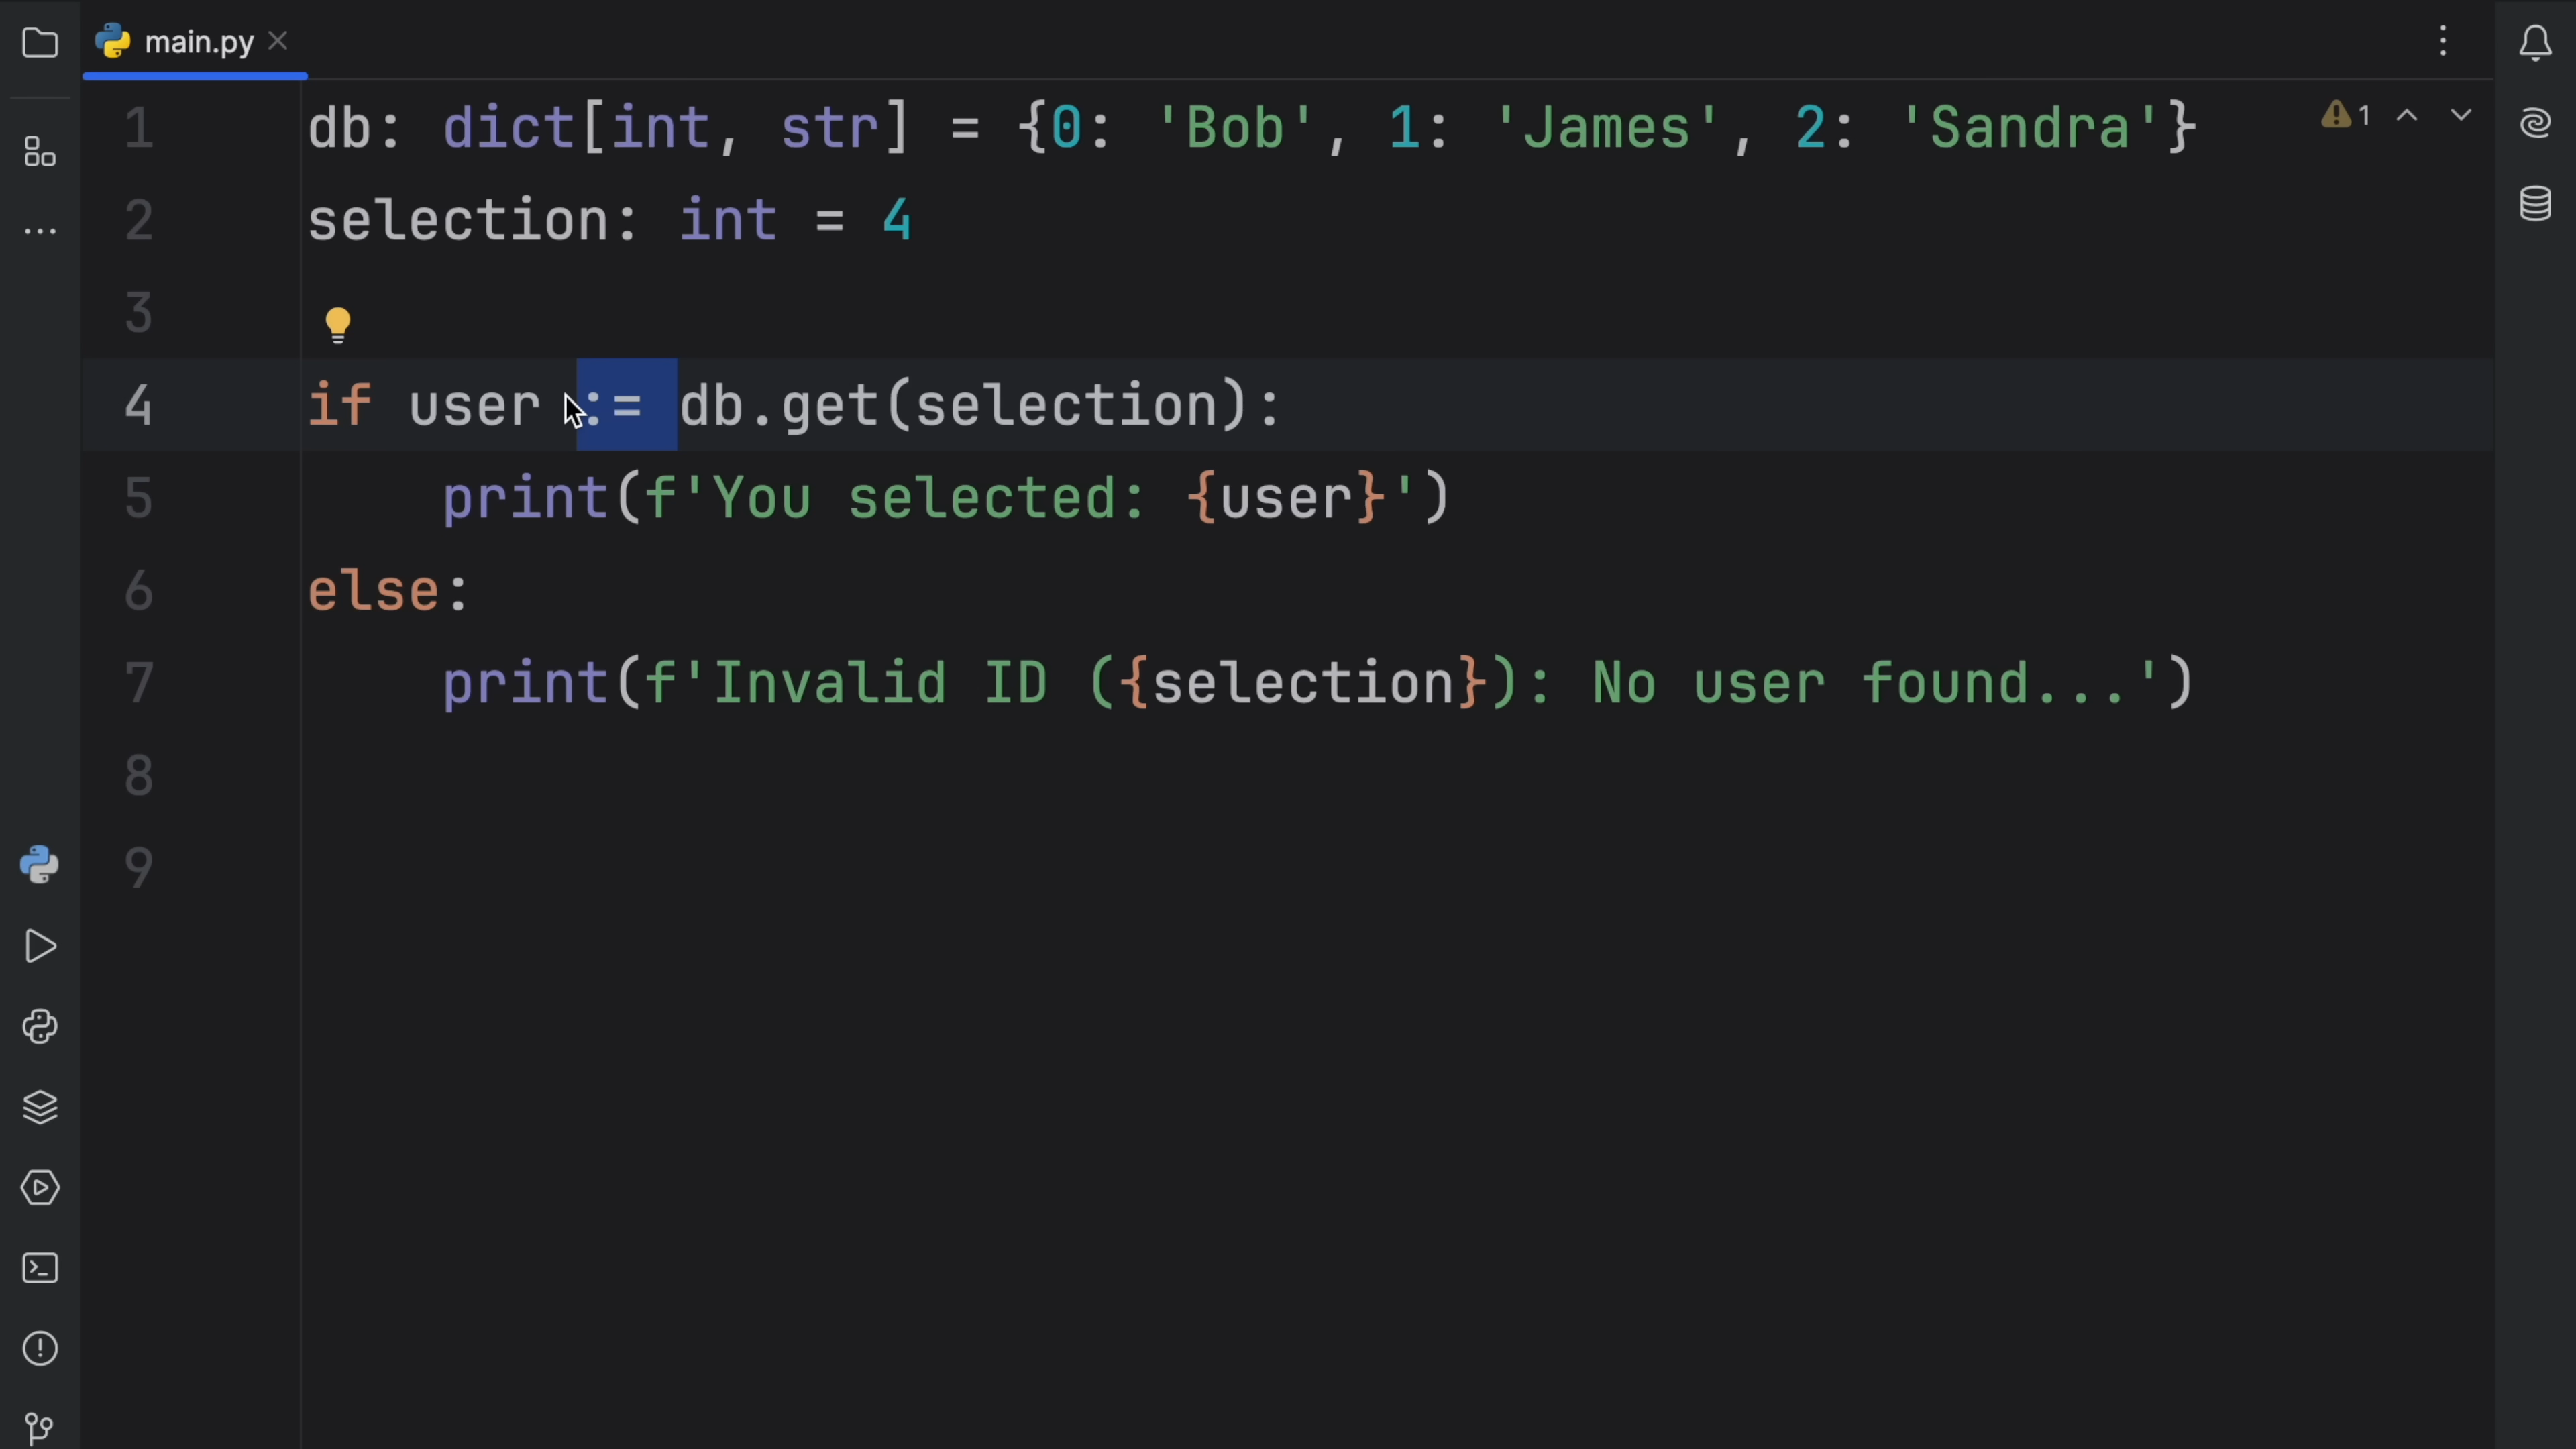 main.py
1 db: dict[int, str] = {0: 'Bob', 1: 'James', 2: 'Sandra'}
1
2 selection: int = 4
3
4 if user := db.get(selection):
5     print(f'You selected: {user}')
6 else:
7     print(f'Invalid ID ({selection}): No user found...')
8
9